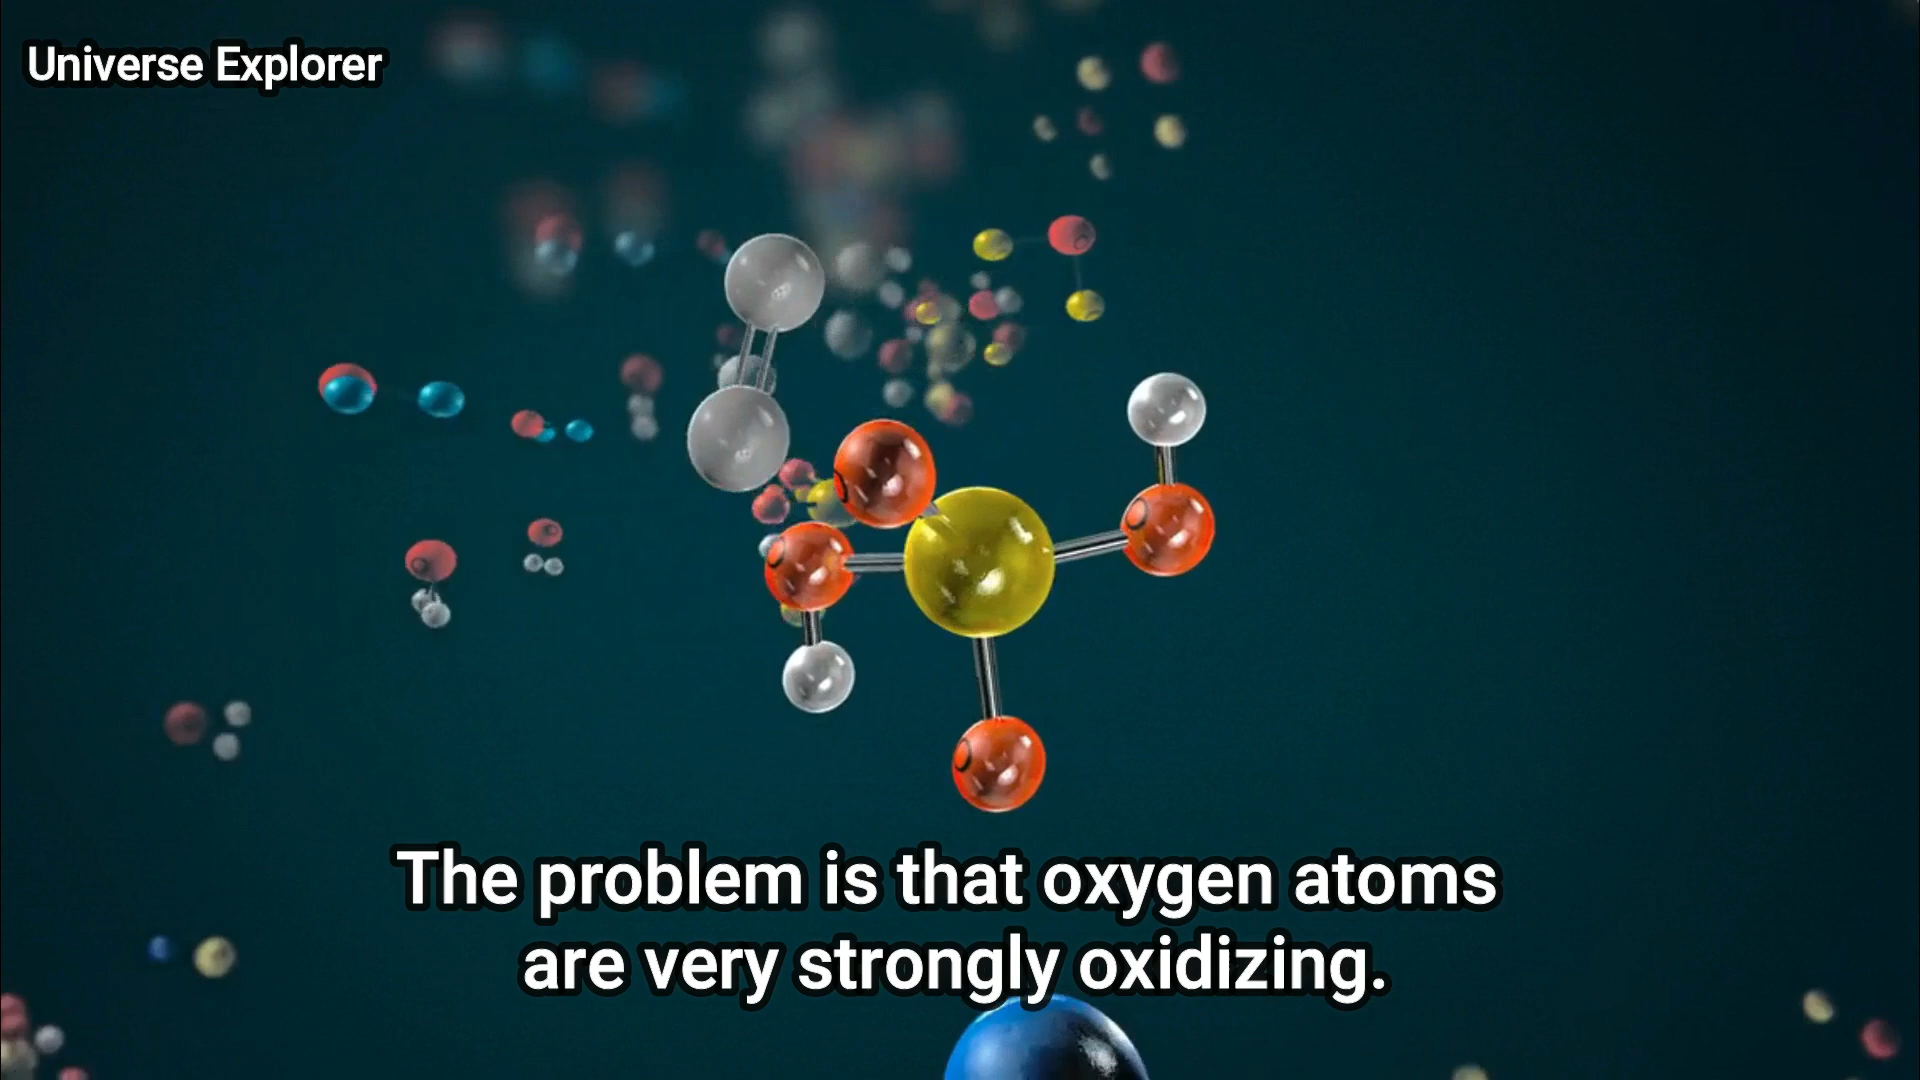 Universe Explorer
The problem is that oxygen atoms
are very strongly oxidizing.